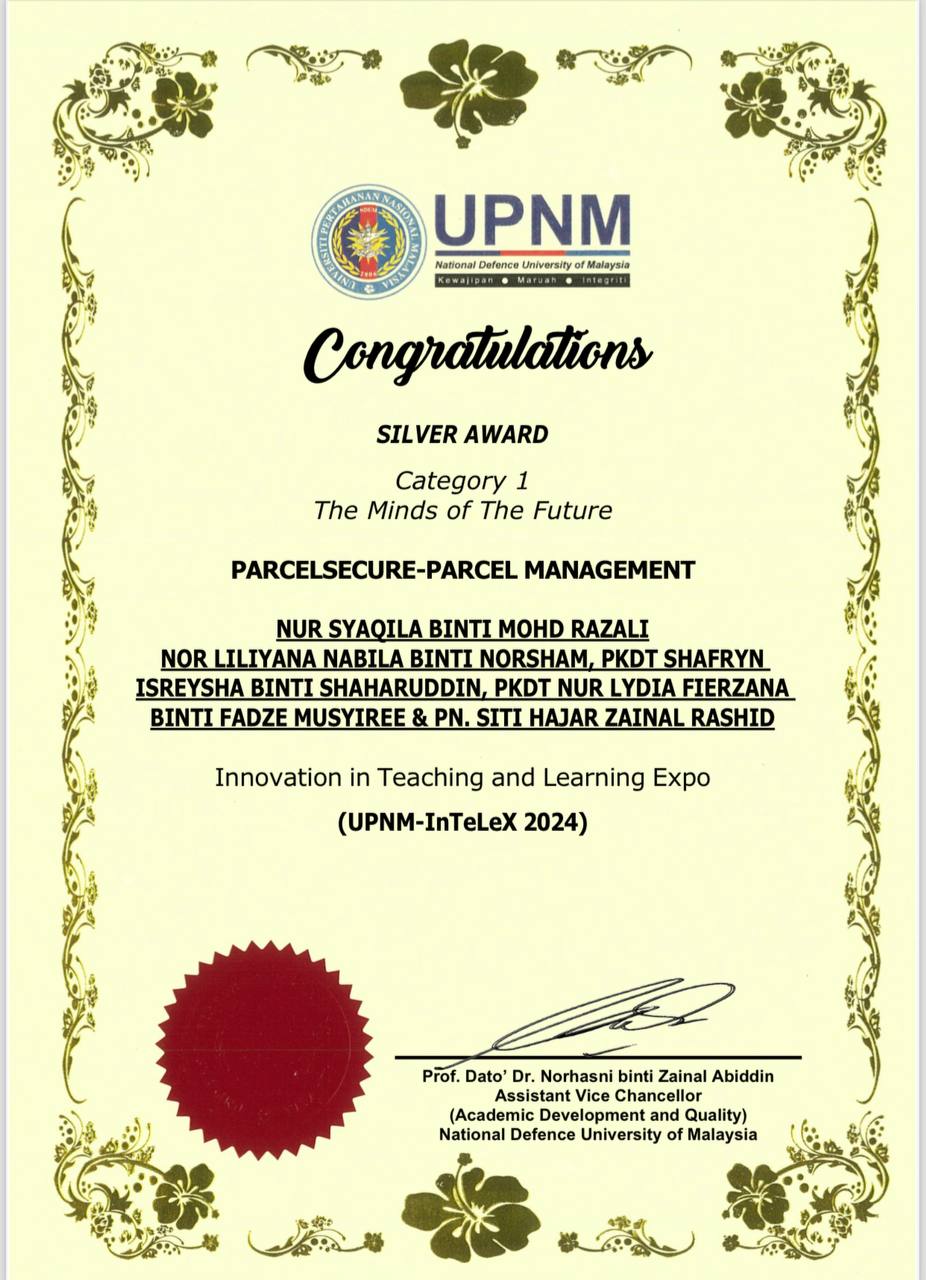 UNIVERSITI PERTAHANAN NASIONAL MALAYSIA
NDUM
UPNM
National Defence University of Malaysia
Kewajipan ● Maruah ● Integriti
Congratulations
SILVER AWARD
Category 1
The Minds of The Future
PARCELSECURE-PARCEL MANAGEMENT
NUR SYAQILA BINTI MOHD RAZALI
NOR LILIYANA NABILA BINTI NORSHAM, PKDT SHAFRYN
ISREYSHA BINTI SHAHARUDDIN, PKDT NUR LYDIA FIERZANA
BINTI FADZE MUSYIREE & PN. SITI HAJAR ZAINAL RASHID
Innovation in Teaching and Learning Expo
(UPNM-InTeLeX 2024)
Prof. Dato’ Dr. Norhasni binti Zainal Abiddin
Assistant Vice Chancellor
(Academic Development and Quality)
National Defence University of Malaysia